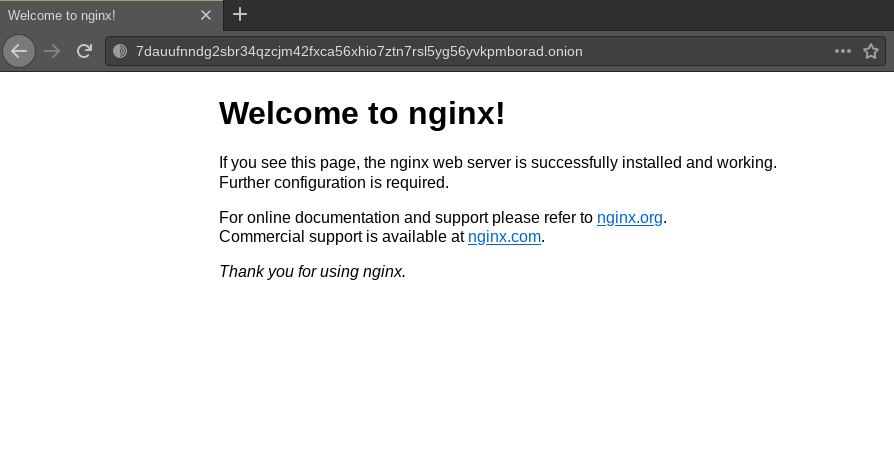 Welcome to nginx!
7dauufnndg2sbr34qzcjm42fxca56xhio7ztn7rsl5yg56yvkpmborad.onion
Welcome to nginx!
If you see this page, the nginx web server is successfully installed and working.
Further configuration is required.
For online documentation and support please refer to nginx.org.
Commercial support is available at nginx.com.
Thank you for using nginx.